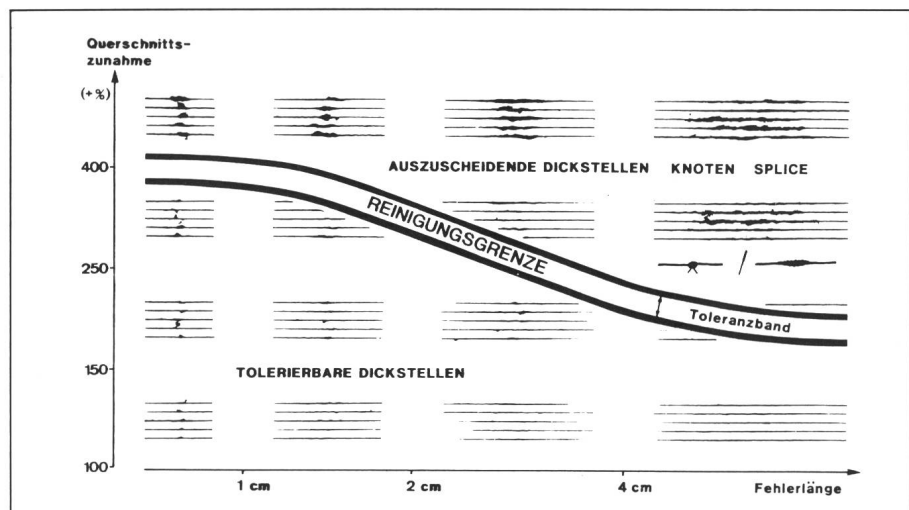 Querschnitts-
zunahme
(+%)
400
AUSZUSCHEIDENDE DICKSTELLEN KNOTEN SPLICE
REINIGUNGSGRENZE
250
Toleranzband
150
TOLERIERBARE DICKSTELLEN
100
1 cm 2 cm 4 cm Fehlerlänge